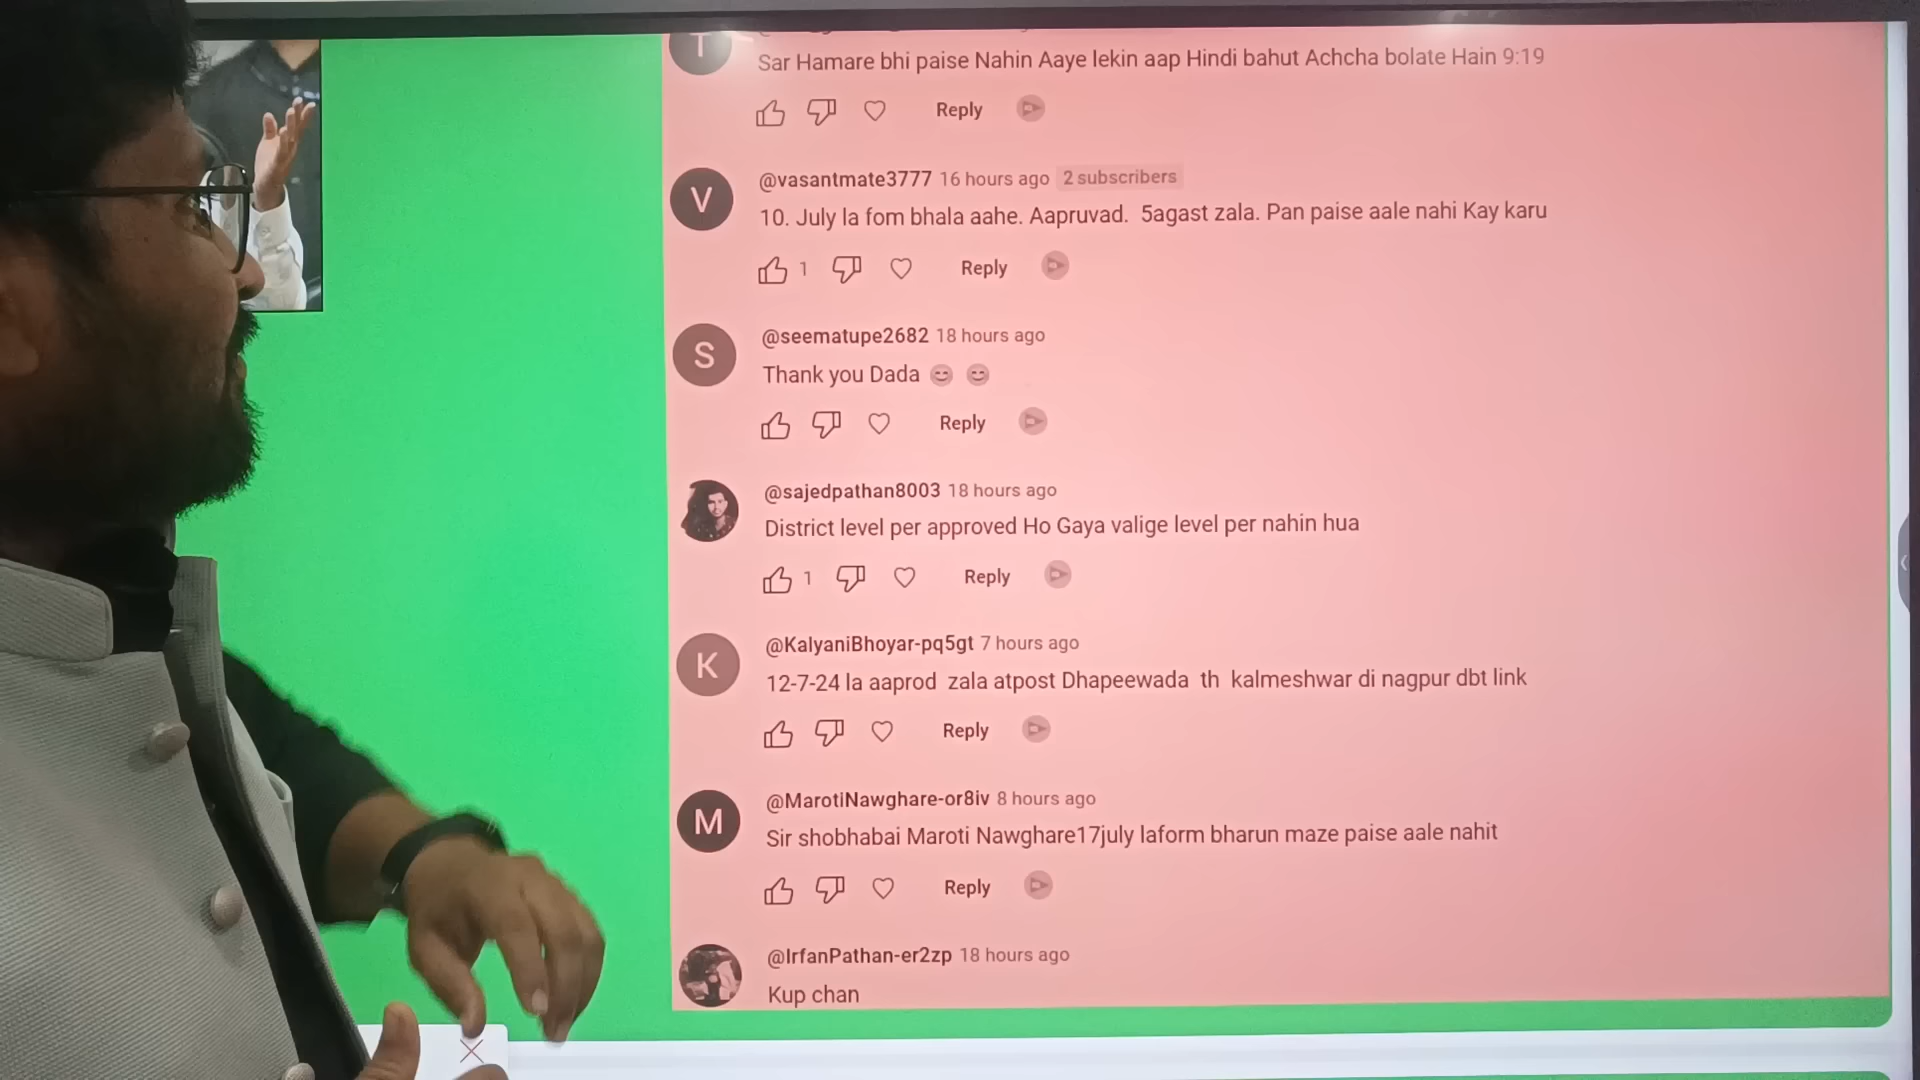 T
Sar Hamare bhi paise Nahin Aaye lekin aap Hindi bahut Achcha bolate Hain 9:19
Reply
V
@vasantmate3777 16 hours ago 2 subscribers
10. July la fom bhala aahe. Aapruvad. 5agast zala. Pan paise aale nahi Kay karu
1 Reply
S
@seematupe2682 18 hours ago
Thank you Dada 😊 😊
Reply
@sajedpathan8003 18 hours ago
District level per approved Ho Gaya valige level per nahin hua
1 Reply
K
@KalyaniBhoyar-pq5gt 7 hours ago
12-7-24 la aaprod zala atpost Dhapeewada th kalmeshwar di nagpur dbt link
Reply
M
@MarotiNawghare-or8iv 8 hours ago
Sir shobhabai Maroti Nawghare17july laform bharun maze paise aale nahit
Reply
@IrfanPathan-er2zp 18 hours ago
Kup chan